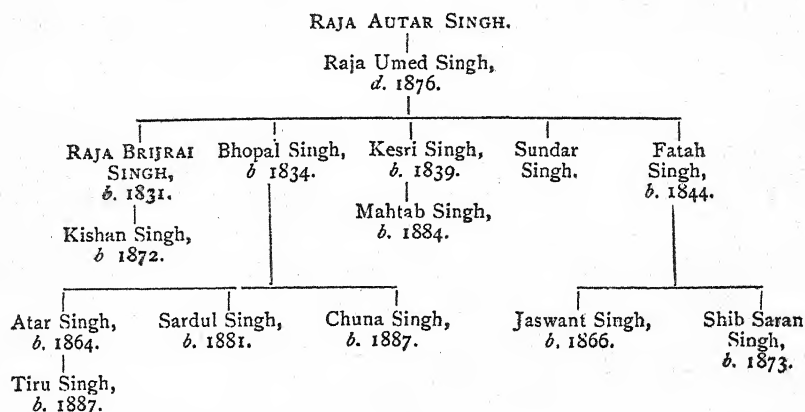 RAJA AUTAR SINGH.
Raja Umed Singh,
d. 1876.
RAJA BRIJRAI
SINGH,
b. 1831.
Bhopal Singh,
b 1834.
Kesri Singh,
b. 1839.
Sundar
Singh.
Fatah
Singh,
b. 1844.
Kishan Singh,
b 1872.
Mahtab Singh,
b. 1884.
Atar Singh,
b. 1864.
Sardul Singh,
b. 1881.
Chuna Singh,
b. 1887.
Jaswant Singh,
b. 1866.
Shib Saran
Singh,
b. 1873.
Tiru Singh,
b. 1887.